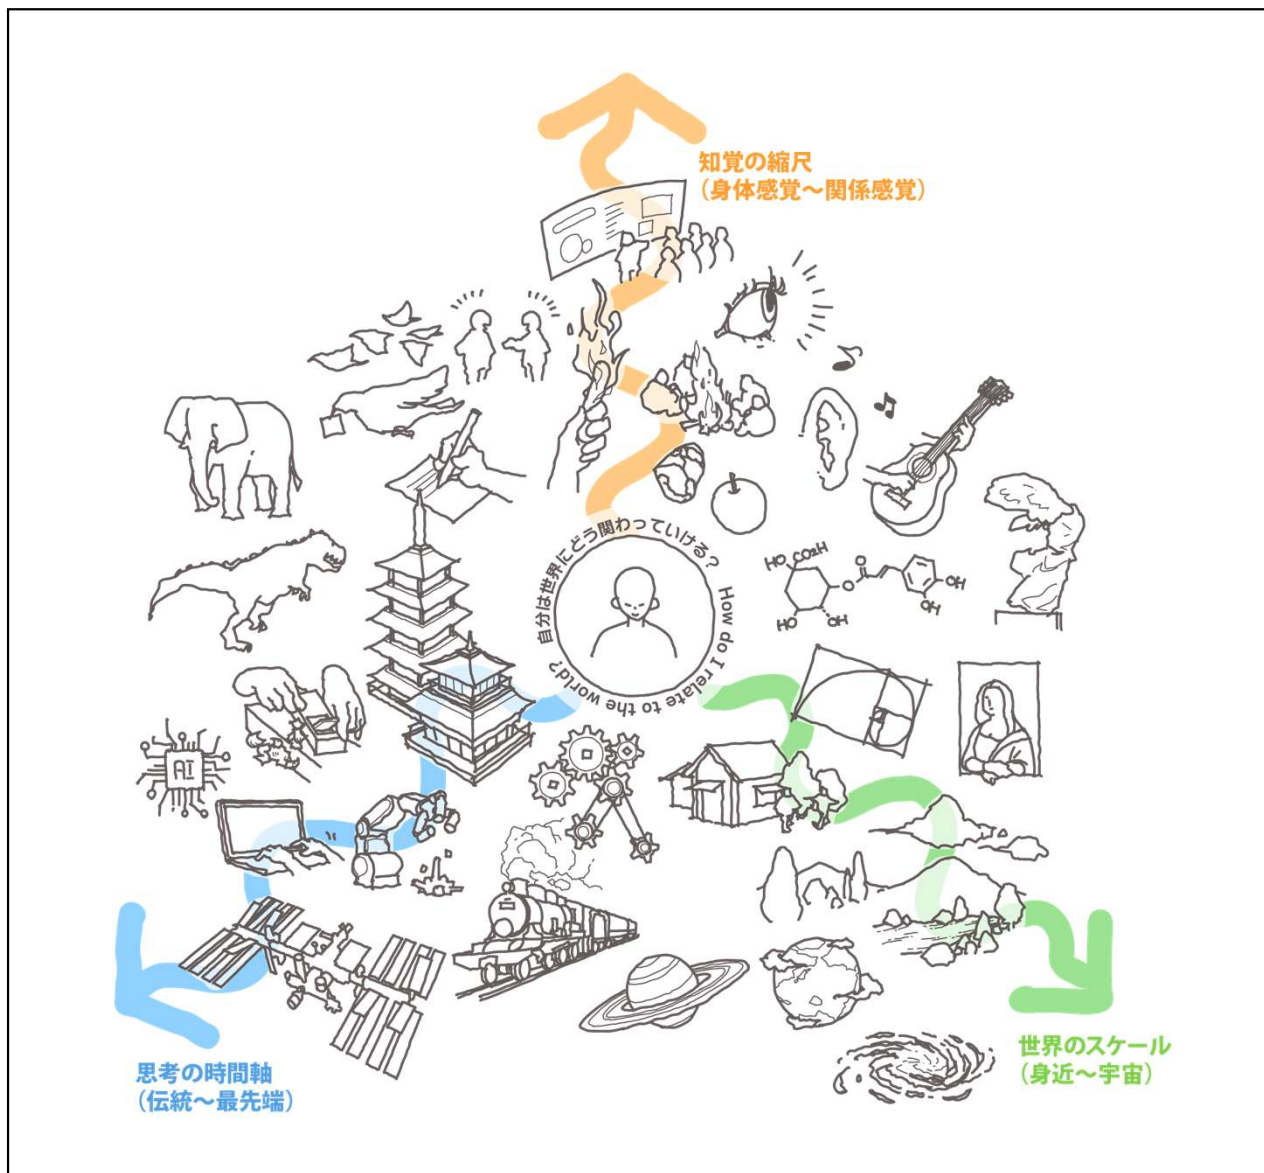 知覚の縮尺
（身体感覚～関係感覚）
自分は世界にどう関わっていける?
How do I relate to the world?
HO
CO2H
O
O
OH
OH
HO
OH
AI
世界のスケール
（身近～宇宙）
思考の時間軸
（伝統～最先端）